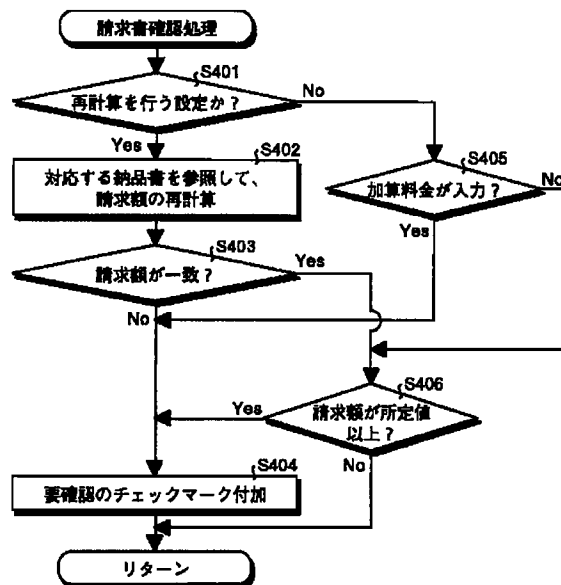 請求書確認処理
S401
再計算を行う設定か？
No
Yes
S402
対応する納品書を参照して、
請求額の再計算
S405
加算料金が入力？
No
Yes
S403
請求額が一致？
Yes
No
S406
請求額が所定値
以上？
Yes
No
S404
要確認のチェックマーク付加
リターン